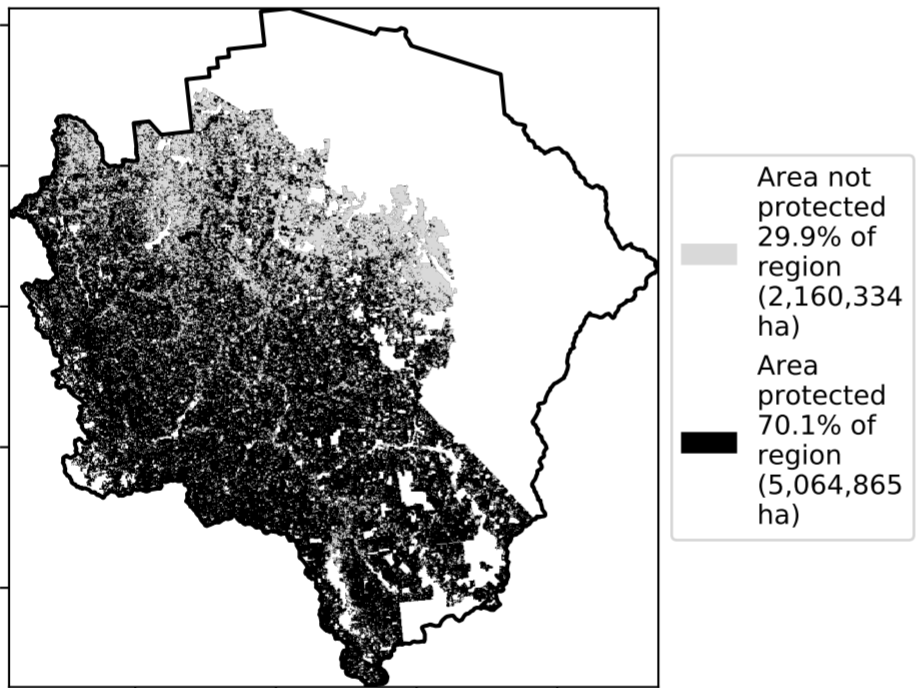 Area not
protected
29.9% of
region
(2,160,334
ha)
Area
protected
70.1% of
region
(5,064,865
ha)